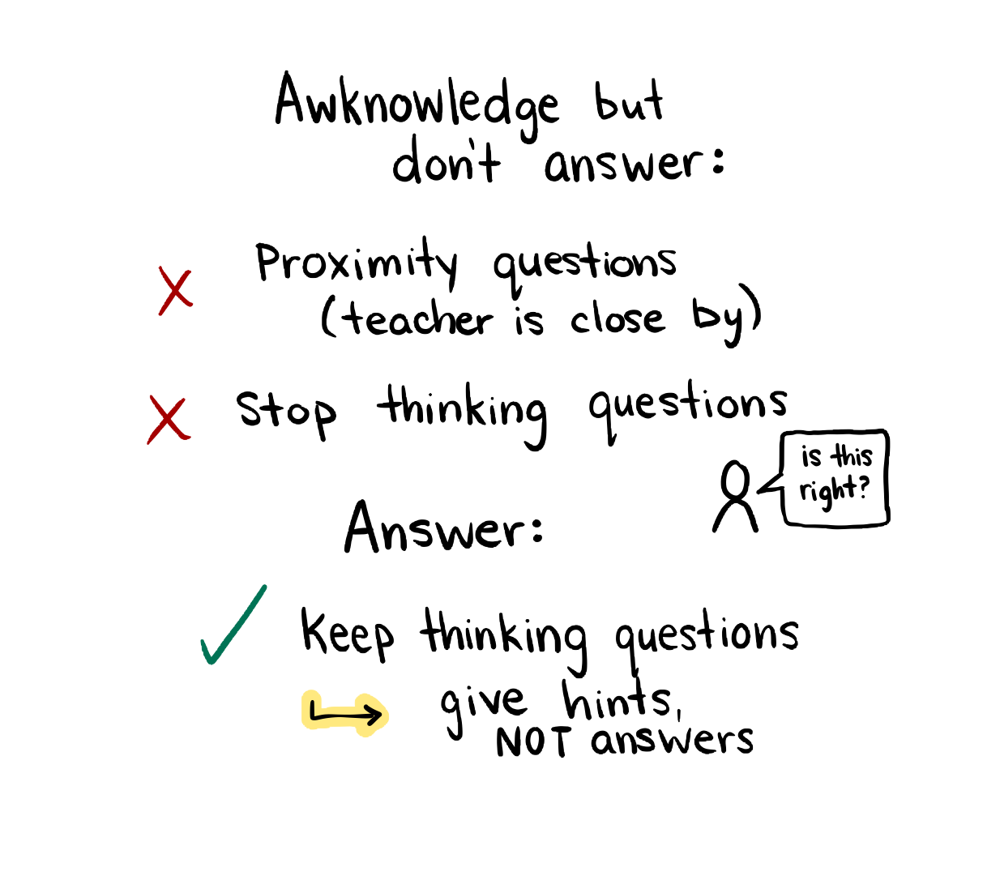 Awknowledge but
don't answer:
Proximity questions
(teacher is close by)
Stop thinking questions
is this
right?
Answer:
Keep thinking questions
give hints,
NOT answers